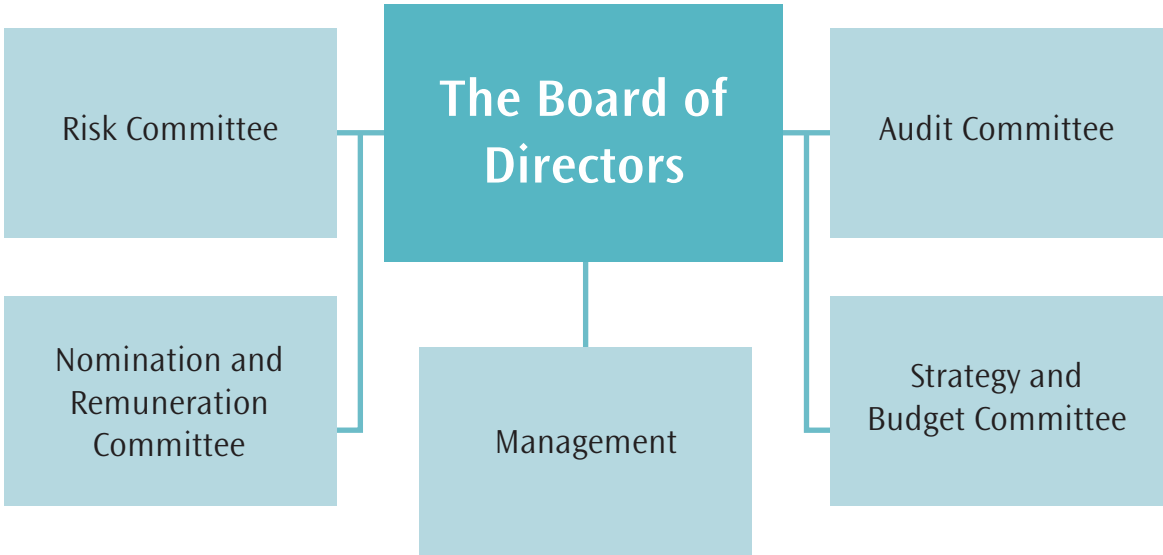 Risk Committee
The Board of
Directors
Audit Committee
Nomination and
Remuneration
Committee
Management
Strategy and
Budget Committee